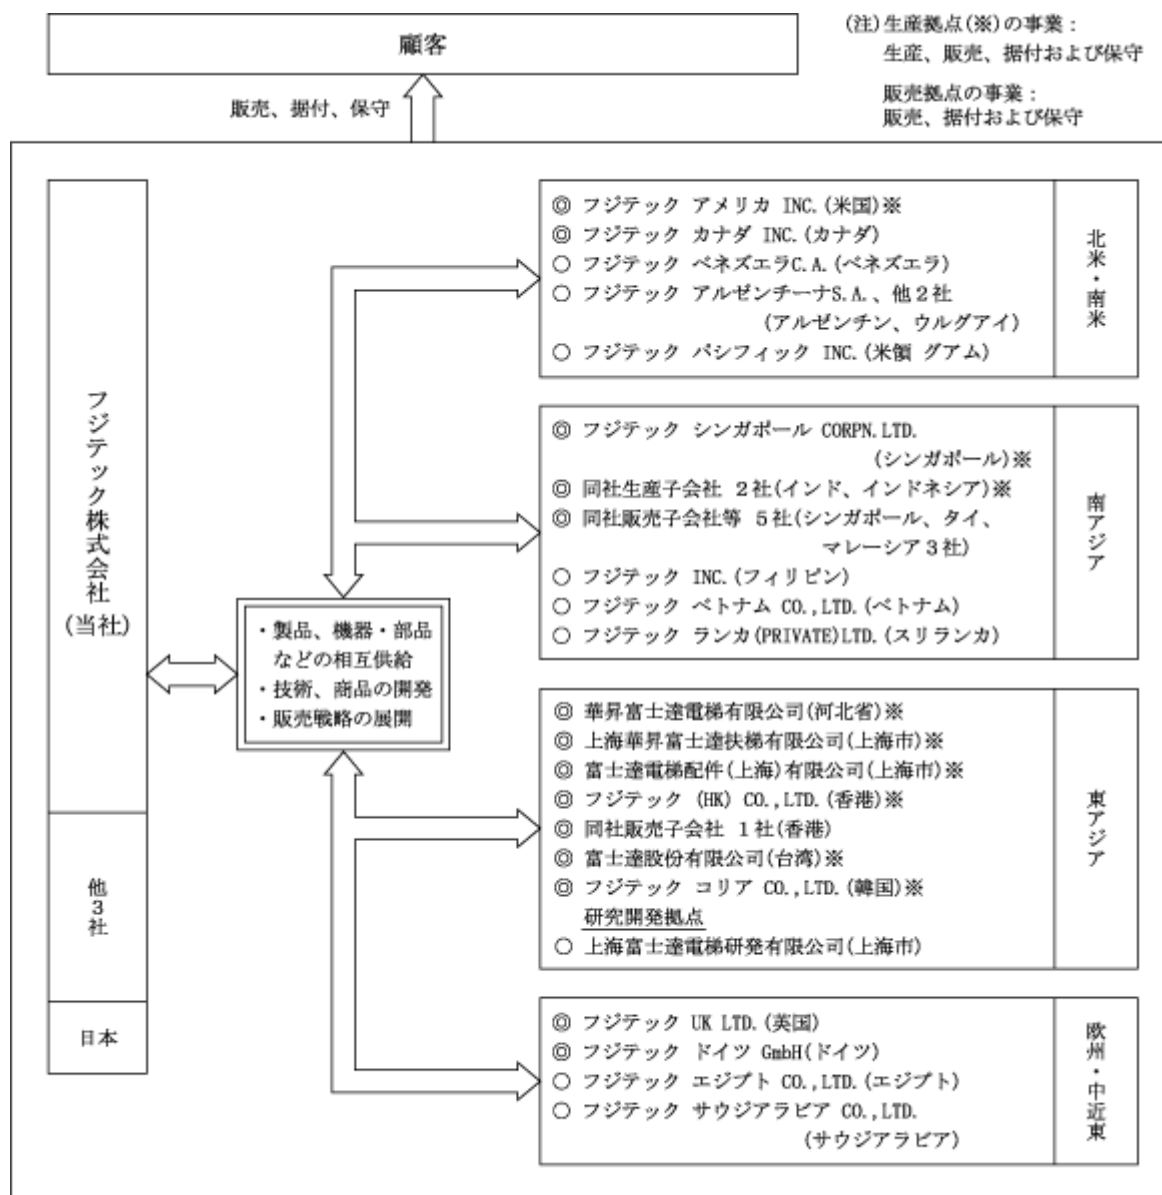 顧客
(注)生産拠点(※)の事業：
生産、販売、据付および保守
販売拠点の事業：
販売、据付および保守
販売、据付、保守
フジテック株式会社
(当社)
他3社
日本
・製品、機器・部品
などの相互供給
・技術、商品の開発
・販売戦略の展開
◎ フジテック アメリカ INC.(米国)※
◎ フジテック カナダ INC.(カナダ)
○ フジテック ベネズエラC.A.(ベネズエラ)
○ フジテック アルゼンチーナS.A.、他２社
(アルゼンチン、ウルグアイ)
○ フジテック パシフィック INC.(米領 グアム)
北米・南米
◎ フジテック シンガポール CORPN.LTD.
(シンガポール)※
◎ 同社生産子会社 ２社(インド、インドネシア)※
◎ 同社販売子会社等 ５社(シンガポール、タイ、
マレーシア３社)
○ フジテック INC.(フィリピン)
○ フジテック ベトナム CO.,LTD.(ベトナム)
○ フジテック ランカ(PRIVATE)LTD.(スリランカ)
南アジア
◎ 華昇富士達電梯有限公司(河北省)※
◎ 上海華昇富士達扶梯有限公司(上海市)※
◎ 富士達電梯配件(上海)有限公司(上海市)※
◎ フジテック (HK) CO.,LTD.(香港)※
◎ 同社販売子会社 １社(香港)
◎ 富士達股份有限公司(台湾)※
◎ フジテック コリア CO.,LTD.(韓国)※
研究開発拠点
○ 上海富士達電梯研発有限公司(上海市)
東アジア
◎ フジテック UK LTD.(英国)
◎ フジテック ドイツ GmbH(ドイツ)
○ フジテック エジプト CO.,LTD.(エジプト)
○ フジテック サウジアラビア CO.,LTD.
(サウジアラビア)
欧州・中近東